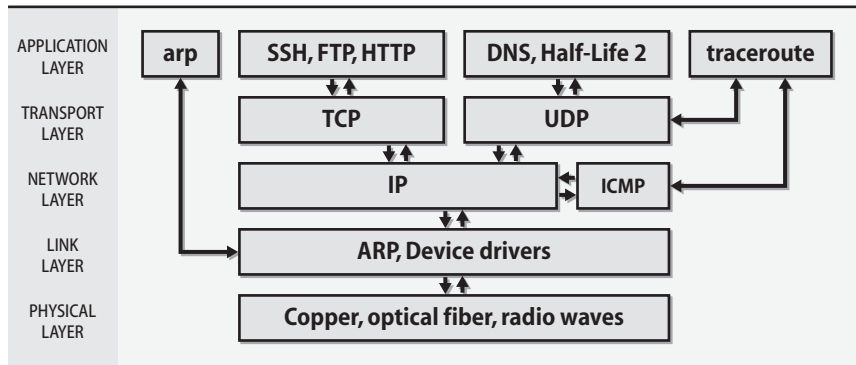 APPLICATION
LAYER
arp
SSH, FTP, HTTP
DNS, Half-Life 2
traceroute
TRANSPORT
LAYER
TCP
UDP
NETWORK
LAYER
IP
ICMP
LINK
LAYER
ARP, Device drivers
PHYSICAL
LAYER
Copper, optical fiber, radio waves